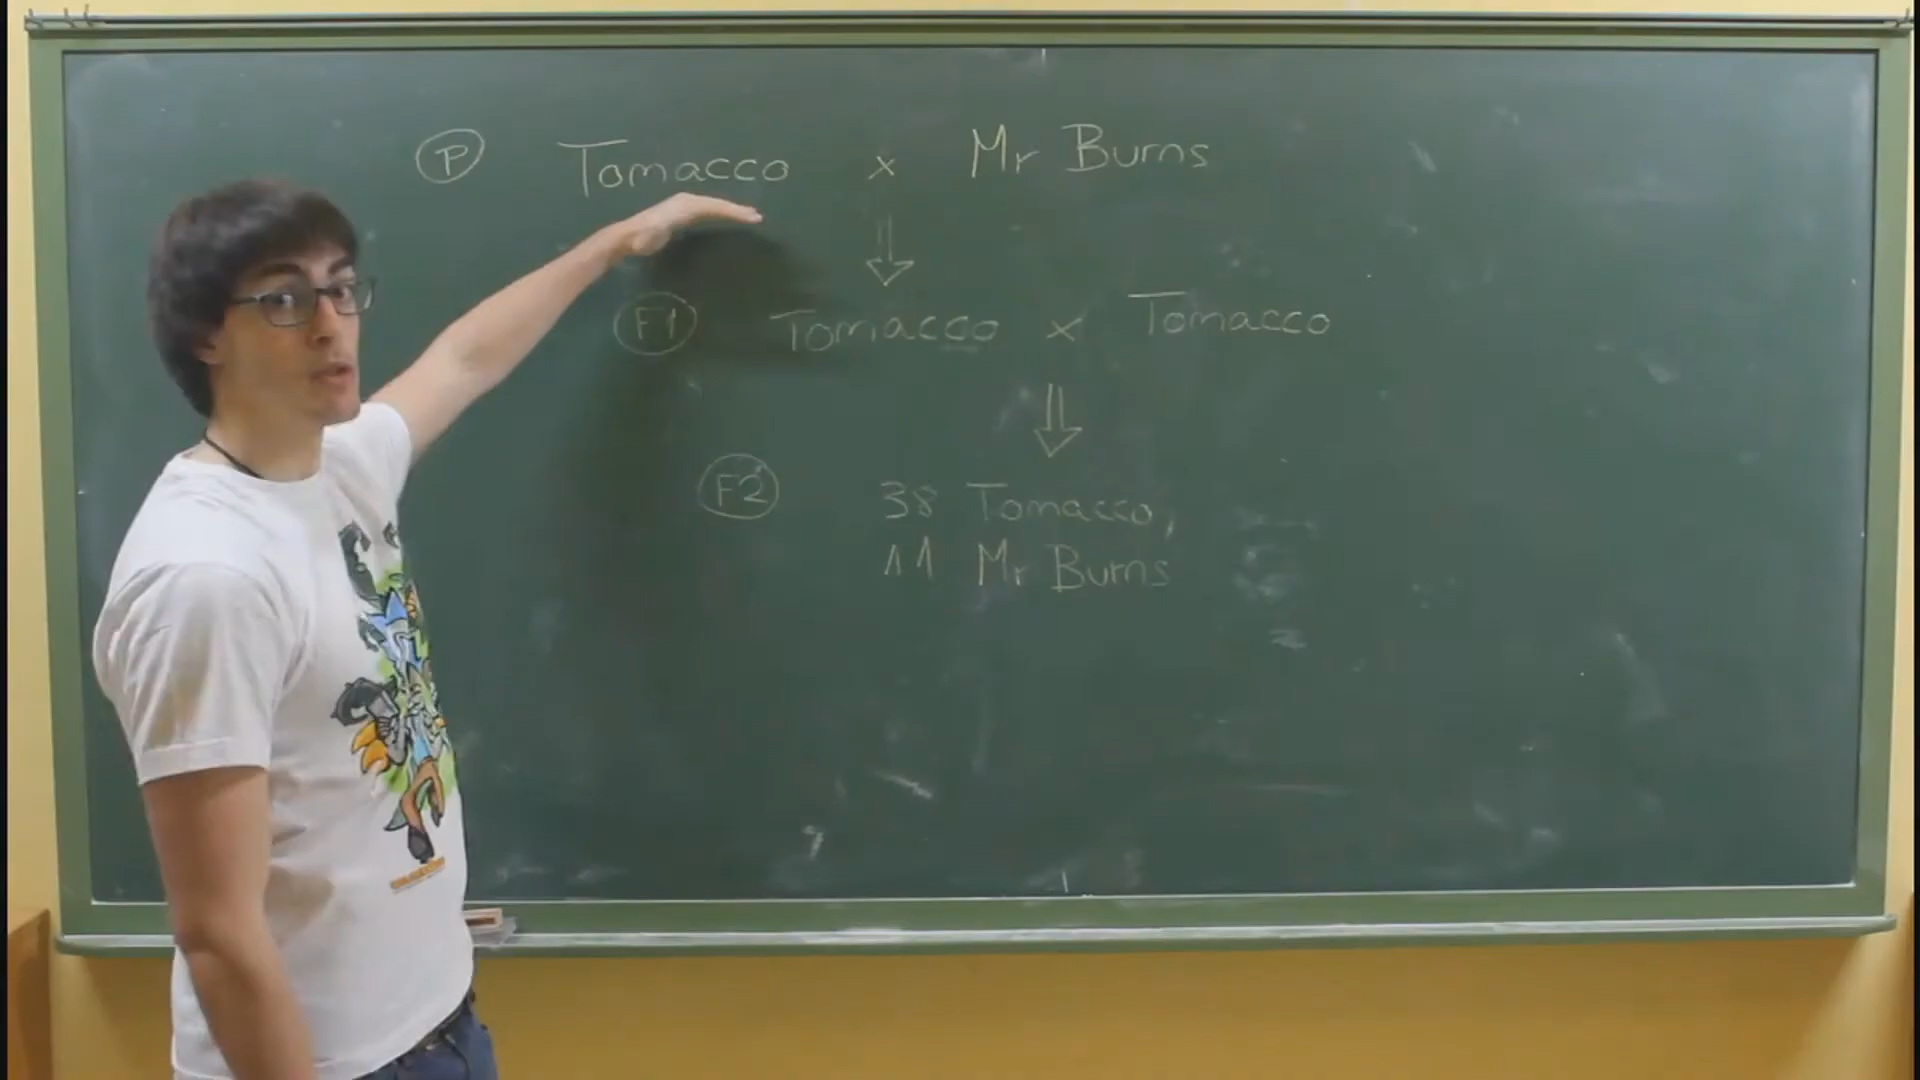 P Tomacco x Mr Burns
F1 Tomacco x Tomacco
F2 38 Tomacco,
11 Mr Burns